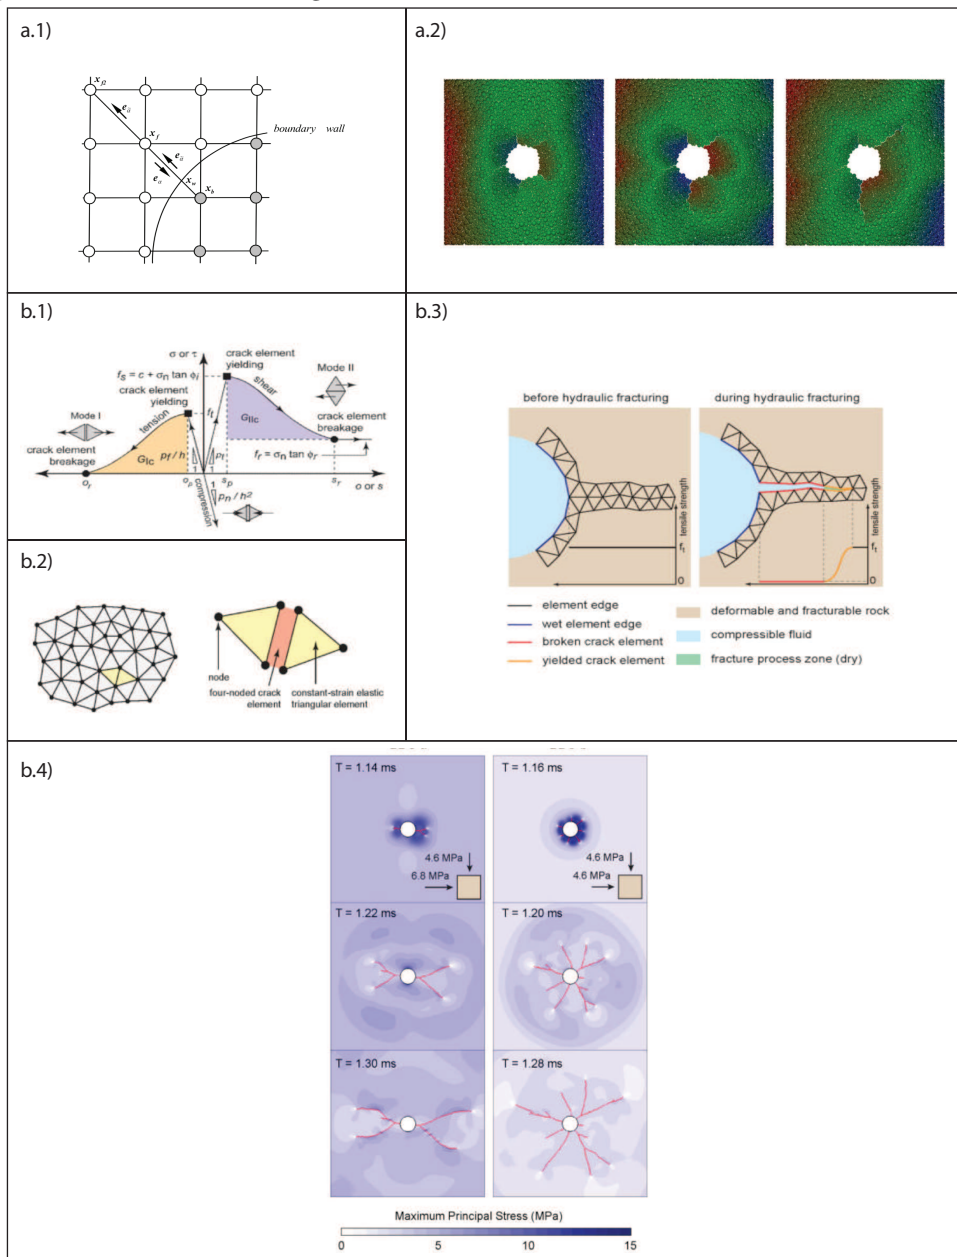 a.1)
x_f2
e_ii
x_f
boundary wall
e_ii
e_α
x_w
x_b
a.2)
b.1)
σ or τ
crack element
yielding
f_s = c + σ_n tan ϕ_i
Mode II
crack element
yielding
shear
Mode I
tension
f_t
G_IIc
crack element
breakage
crack element
breakage
G_Ic
p_f / h
p_t
1
1
f_r = σ_n tan ϕ_r
o_r
o_p
s_p
s_r
o or s
compression
1
p_n / h²
b.2)
node
four-noded crack
element
constant-strain elastic
triangular element
b.3)
before hydraulic fracturing
during hydraulic fracturing
tensile strength
f_t
0
tensile strength
f_t
0
element edge
wet element edge
broken crack element
yielded crack element
deformable and fracturable rock
compressible fluid
fracture process zone (dry)
b.4)
T = 1.14 ms
4.6 MPa
6.8 MPa
T = 1.16 ms
4.6 MPa
4.6 MPa
T = 1.22 ms
T = 1.20 ms
T = 1.30 ms
T = 1.28 ms
Maximum Principal Stress (MPa)
0 5 10 15